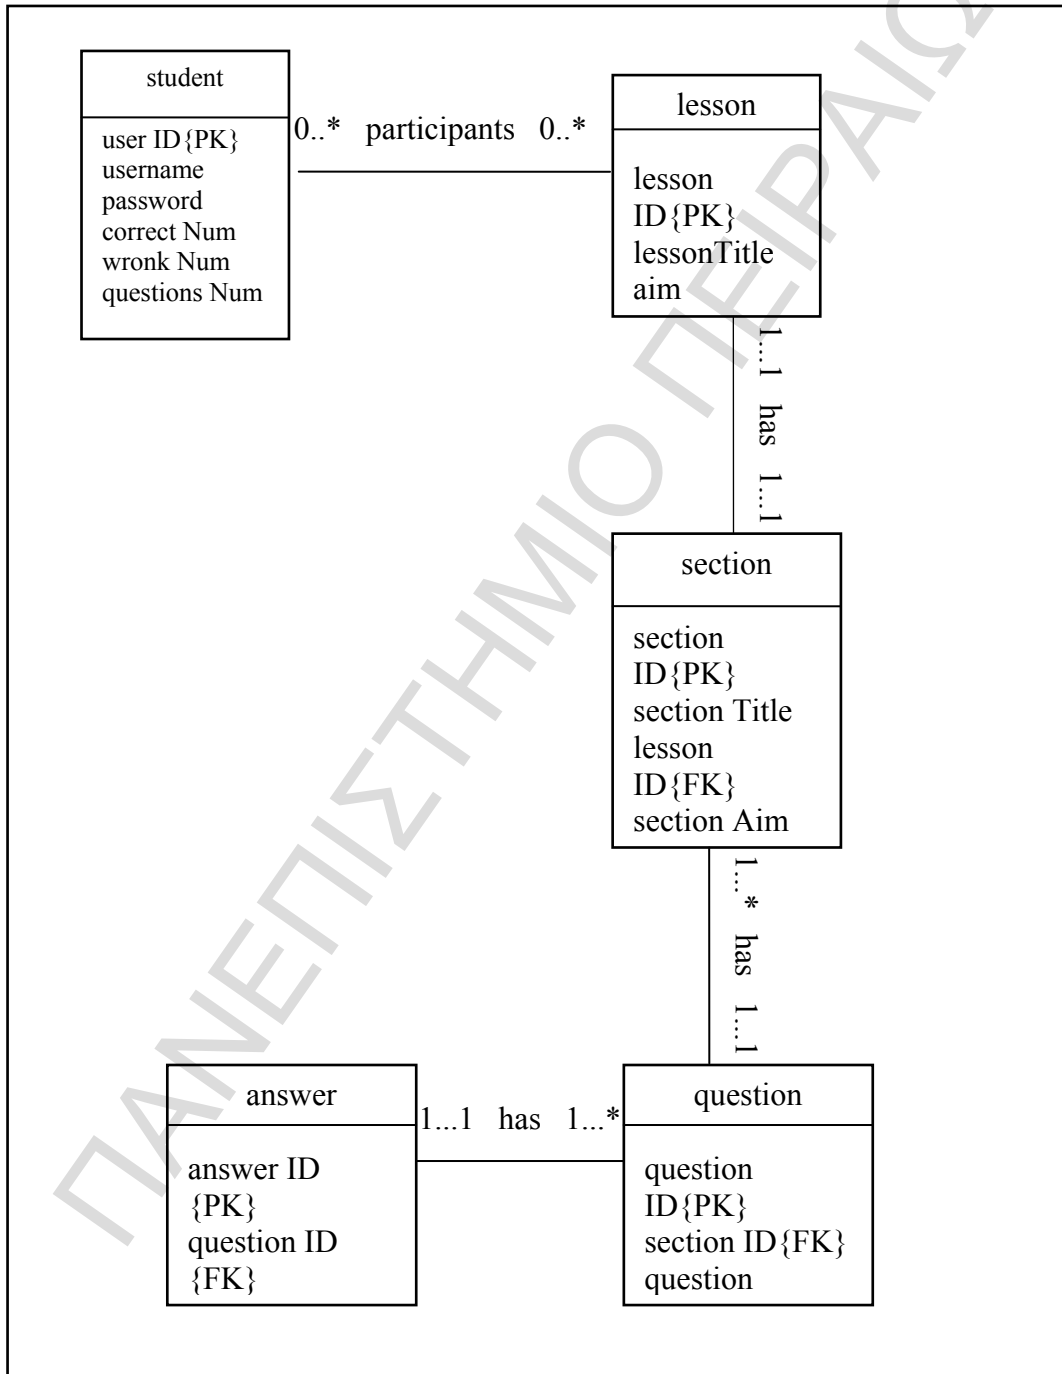 student
user ID{PK}
username
password
correct Num
wronk Num
questions Num
0..* participants 0..*
lesson
lesson
ID{PK}
lessonTitle
aim
1...1 has 1...1
section
section
ID{PK}
section Title
lesson
ID{FK}
section Aim
1...* has 1...1
answer
answer ID
{PK}
question ID
{FK}
1...1 has 1...*
question
question
ID{PK}
section ID{FK}
question
ΠΑΝΕΠΙΣΤΗΜΙΟ ΠΕΙΡΑΙΩ